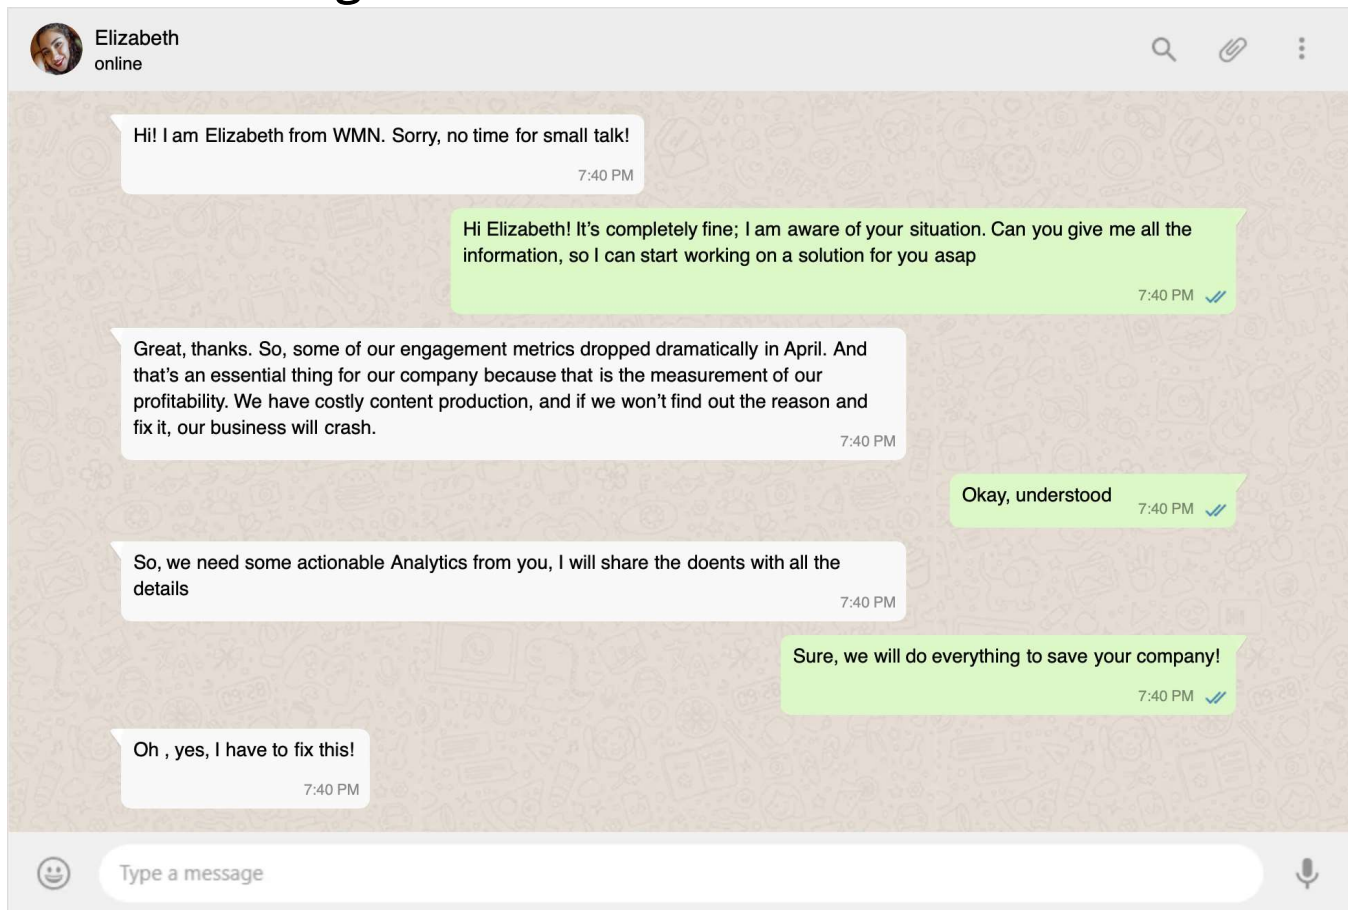 Elizabeth
online
Hi! I am Elizabeth from WMN. Sorry, no time for small talk!
7:40 PM
Hi Elizabeth! It's completely fine; I am aware of your situation. Can you give me all the
information, so I can start working on a solution for you asap
7:40 PM
Great, thanks. So, some of our engagement metrics dropped dramatically in April. And
that's an essential thing for our company because that is the measurement of our
profitability. We have costly content production, and if we won't find out the reason and
fix it, our business will crash.
7:40 PM
Okay, understood
7:40 PM
So, we need some actionable Analytics from you, I will share the doents with all the
details
7:40 PM
Sure, we will do everything to save your company!
7:40 PM
Oh , yes, I have to fix this!
7:40 PM
Type a message